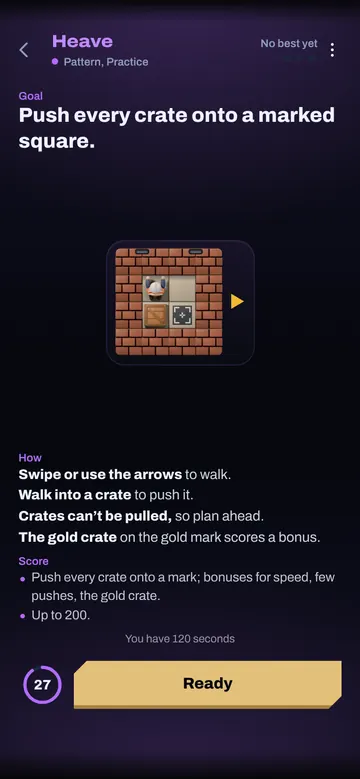 Heave
No best yet
Pattern, Practice
Goal
Push every crate onto a marked
square.
How
Swipe or use the arrows to walk.
Walk into a crate to push it.
Crates can’t be pulled, so plan ahead.
The gold crate on the gold mark scores a bonus.
Score
Push every crate onto a mark; bonuses for speed, few
pushes, the gold crate.
Up to 200.
You have 120 seconds
27
Ready